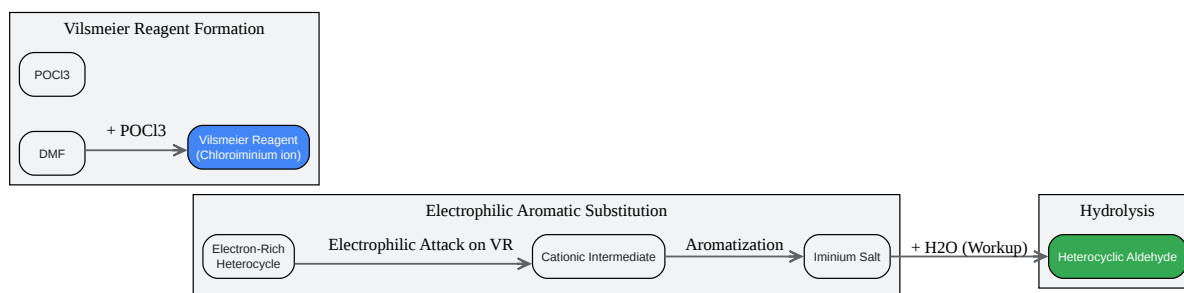 Vilsmeier Reagent Formation
POCl3
+ POCl3
DMF
Vilsmeier Reagent
(Chloroiminium ion)
Electrophilic Aromatic Substitution
Electron-Rich
Heterocycle
Electrophilic Attack on VR
Cationic Intermediate
Aromatization
Iminium Salt
+ H2O (Workup)
Hydrolysis
Heterocyclic Aldehyde